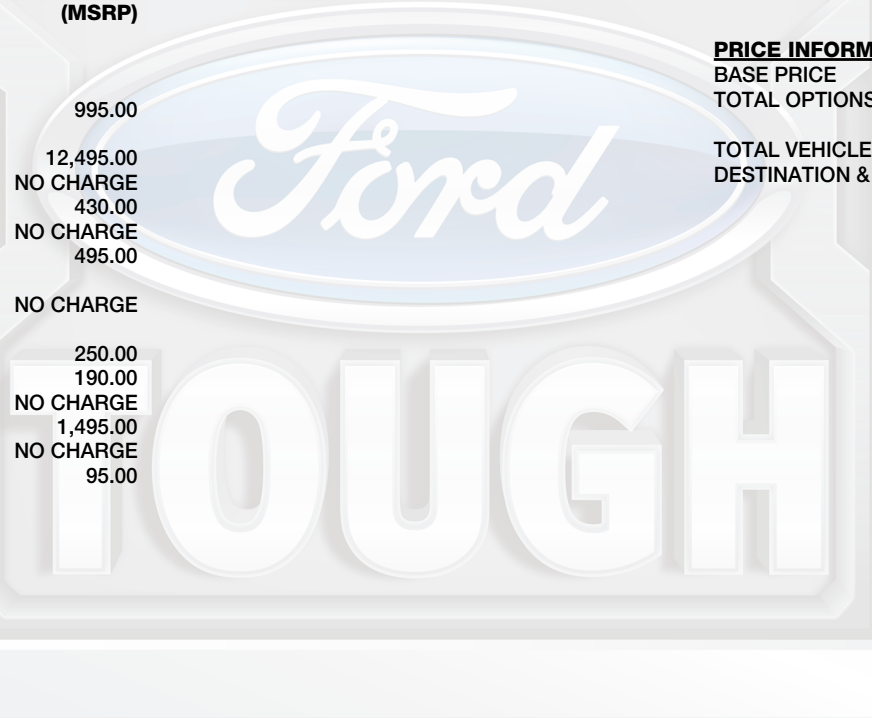 (MSRP)
995.00
12,495.00
NO CHARGE
430.00
NO CHARGE
495.00
NO CHARGE
250.00
190.00
NO CHARGE
1,495.00
NO CHARGE
95.00
PRICE INFORM
BASE PRICE
TOTAL OPTIONS
TOTAL VEHICLE
DESTINATION &
Ford
TOUGH